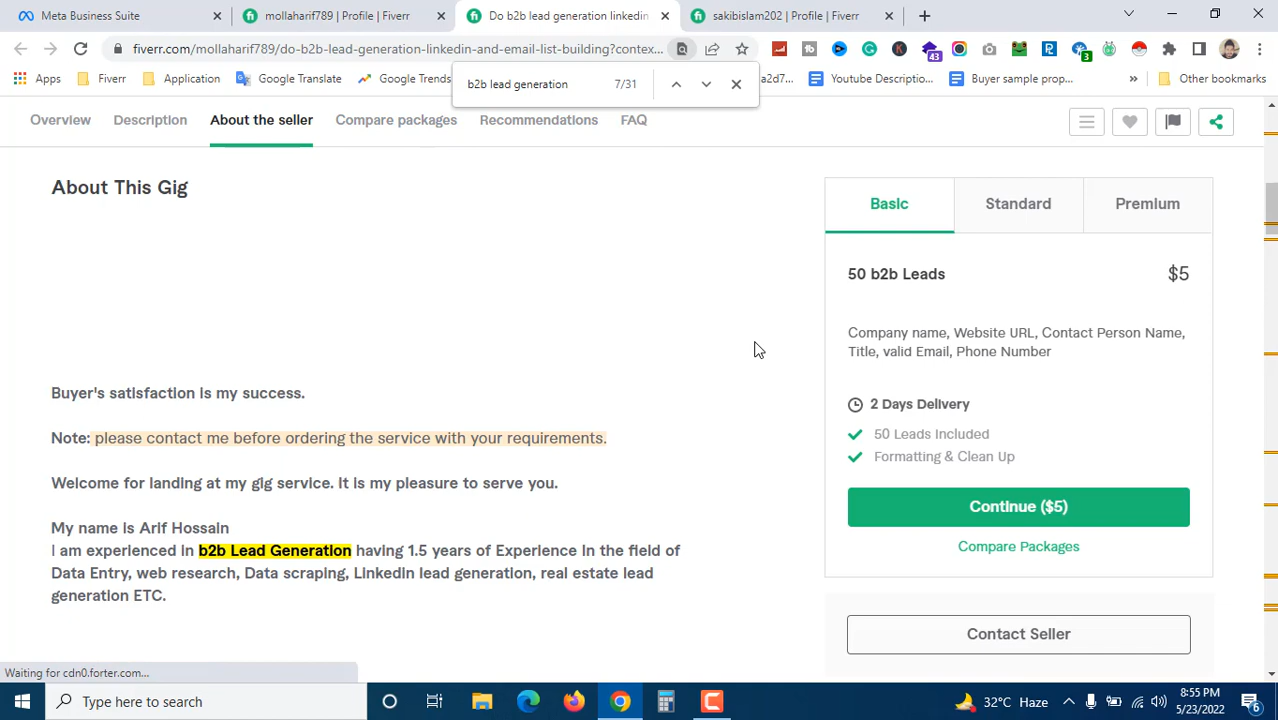 Meta Business Suite
mollaharif789 | Profile | Fiverr
Do b2b lead generation linkedin
sakibislam202 | Profile | Fiverr
fiverr.com/mollaharif789/do-b2b-lead-generation-linkedin-and-email-list-building?contex...
43
3
Apps
Fiverr
Application
Google Translate
Google Trends
a2d7...
Youtube Description...
Buyer sample prop...
»
Other bookmarks
b2b lead generation
7/31
Overview
Description
About the seller
Compare packages
Recommendations
FAQ
About This Gig
Buyer's satisfaction is my success.
Note: please contact me before ordering the service with your requirements.
Welcome for landing at my gig service. It is my pleasure to serve you.
My name is Arif Hossain
I am experienced in b2b Lead Generation having 1.5 years of Experience in the field of
Data Entry, web research, Data scraping, Linkedin lead generation, real estate lead
generation ETC.
Basic
Standard
Premium
50 b2b Leads
$5
Company name, Website URL, Contact Person Name,
Title, valid Email, Phone Number
2 Days Delivery
50 Leads Included
Formatting & Clean Up
Continue ($5)
Compare Packages
Contact Seller
Waiting for cdn0.forter.com...
Type here to search
32°C Haze
8:55 PM
5/23/2022
6